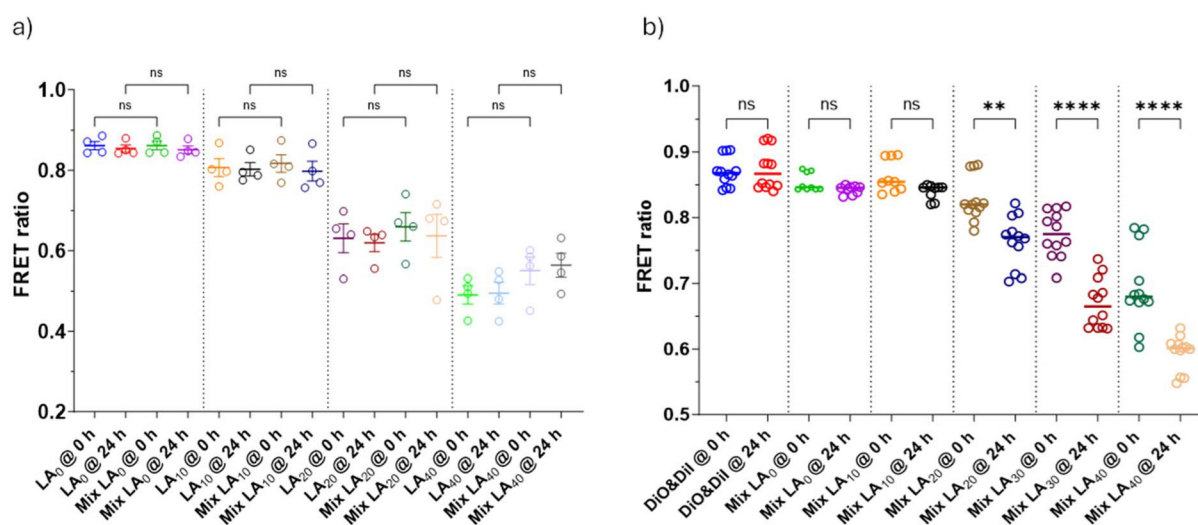 a)
ns ns ns ns
ns ns ns ns
1.0
0.8
0.6
0.4
0.2
FRET ratio
LA₀ @ 0 h
LA₀ @ 24 h
Mix LA₀ @ 0 h
Mix LA₀ @ 24 h
LA₁₀ @ 0 h
LA₁₀ @ 24 h
Mix LA₁₀ @ 0 h
Mix LA₁₀ @ 24 h
LA₂₀ @ 0 h
LA₂₀ @ 24 h
Mix LA₂₀ @ 0 h
Mix LA₂₀ @ 24 h
LA₄₀ @ 0 h
LA₄₀ @ 24 h
Mix LA₄₀ @ 0 h
Mix LA₄₀ @ 24 h
b)
ns ns ns ** **** ****
1.0
0.9
0.8
0.7
0.6
0.5
FRET ratio
DiO&DiI @ 0 h
DiO&DiI @ 24 h
Mix LA₀ @ 0 h
Mix LA₀ @ 24 h
Mix LA₁₀ @ 0 h
Mix LA₁₀ @ 24 h
Mix LA₂₀ @ 0 h
Mix LA₂₀ @ 24 h
Mix LA₃₀ @ 0 h
Mix LA₃₀ @ 24 h
Mix LA₄₀ @ 0 h
Mix LA₄₀ @ 24 h